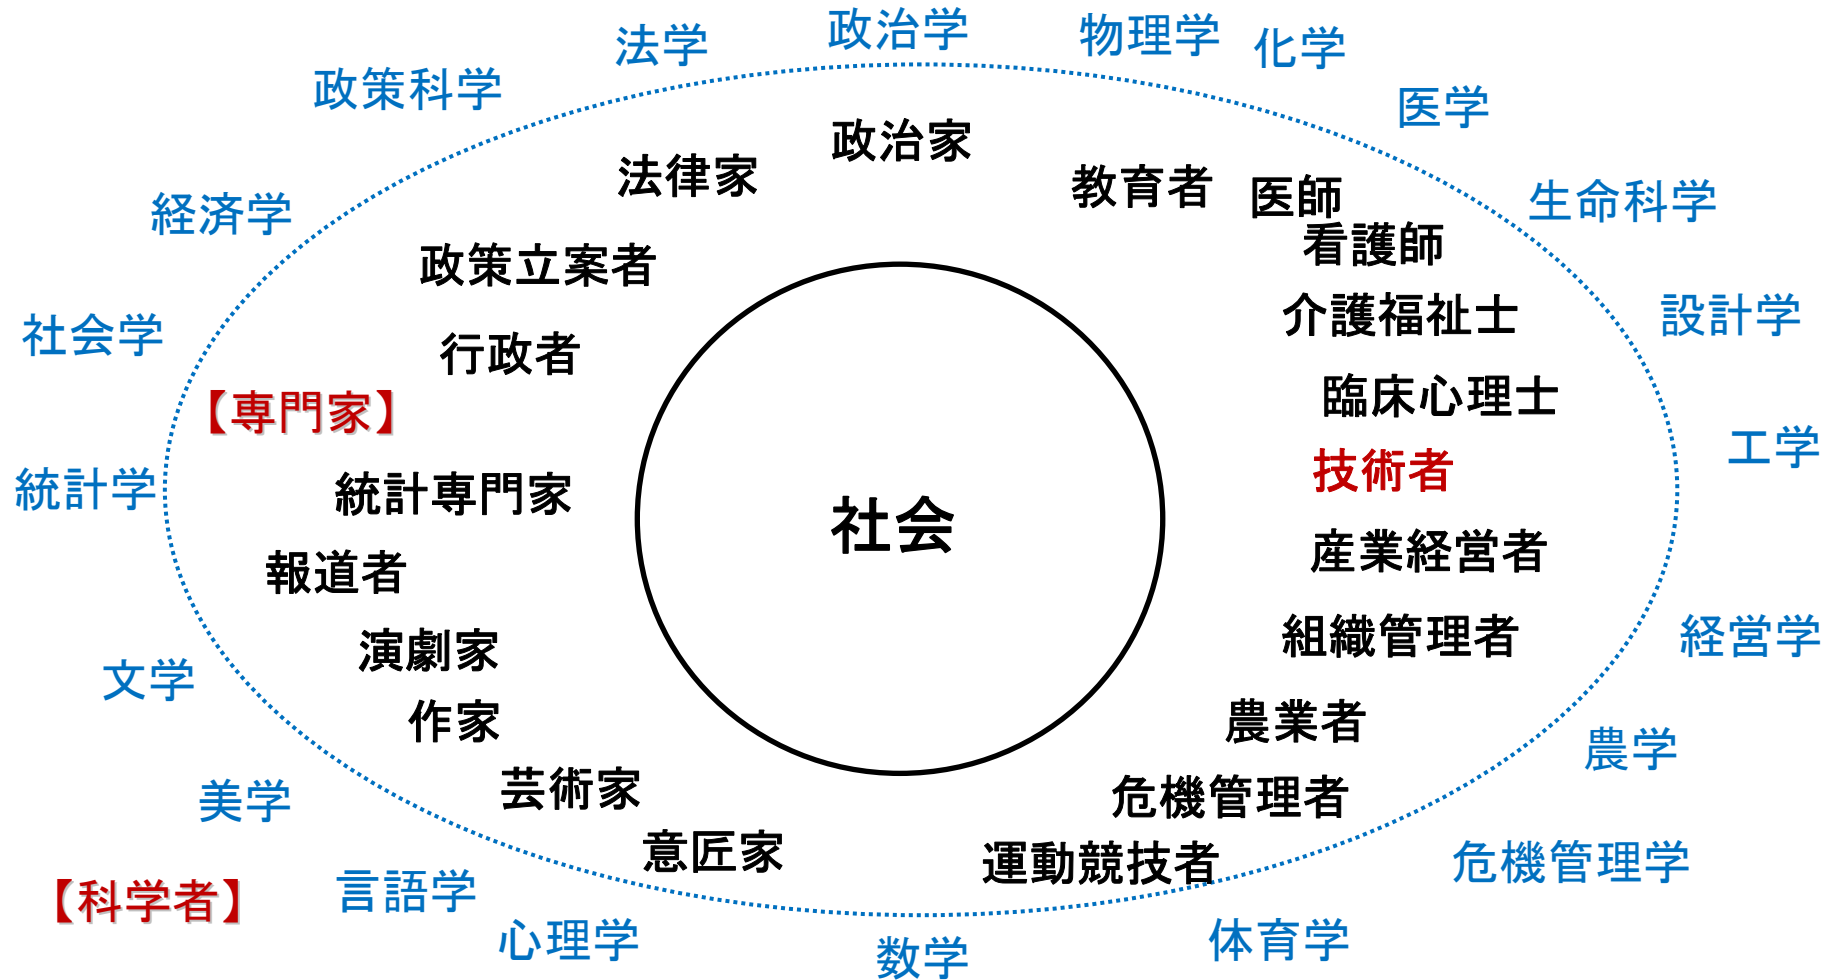 政治学
物理学
化学
法学
政策科学
医学
政治家
法律家
教育者
医師
経済学
生命科学
看護師
政策立案者
介護福祉士
設計学
社会学
行政者
臨床心理士
【専門家】
工学
技術者
統計学
統計専門家
社会
産業経営者
報道者
組織管理者
経営学
演劇家
文学
作家
農業者
農学
美学
芸術家
危機管理者
意匠家
運動競技者
危機管理学
【科学者】
言語学
心理学
体育学
数学